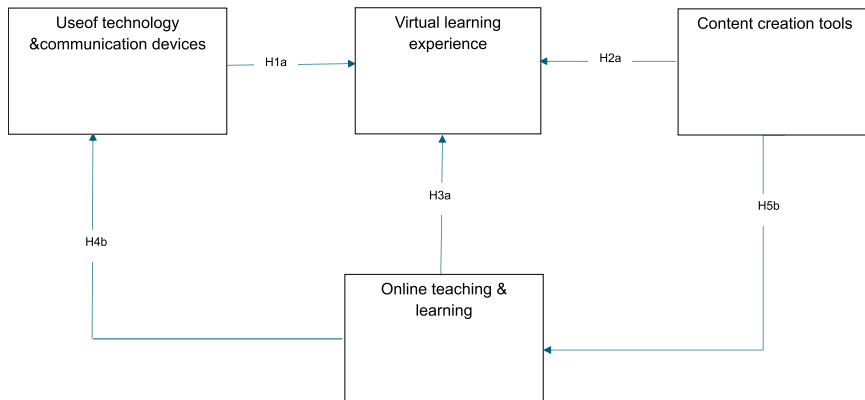 Useof technology
&communication devices
Virtual learning
experience
Content creation tools
H1a
H2a
H3a
H5b
H4b
Online teaching &
learning